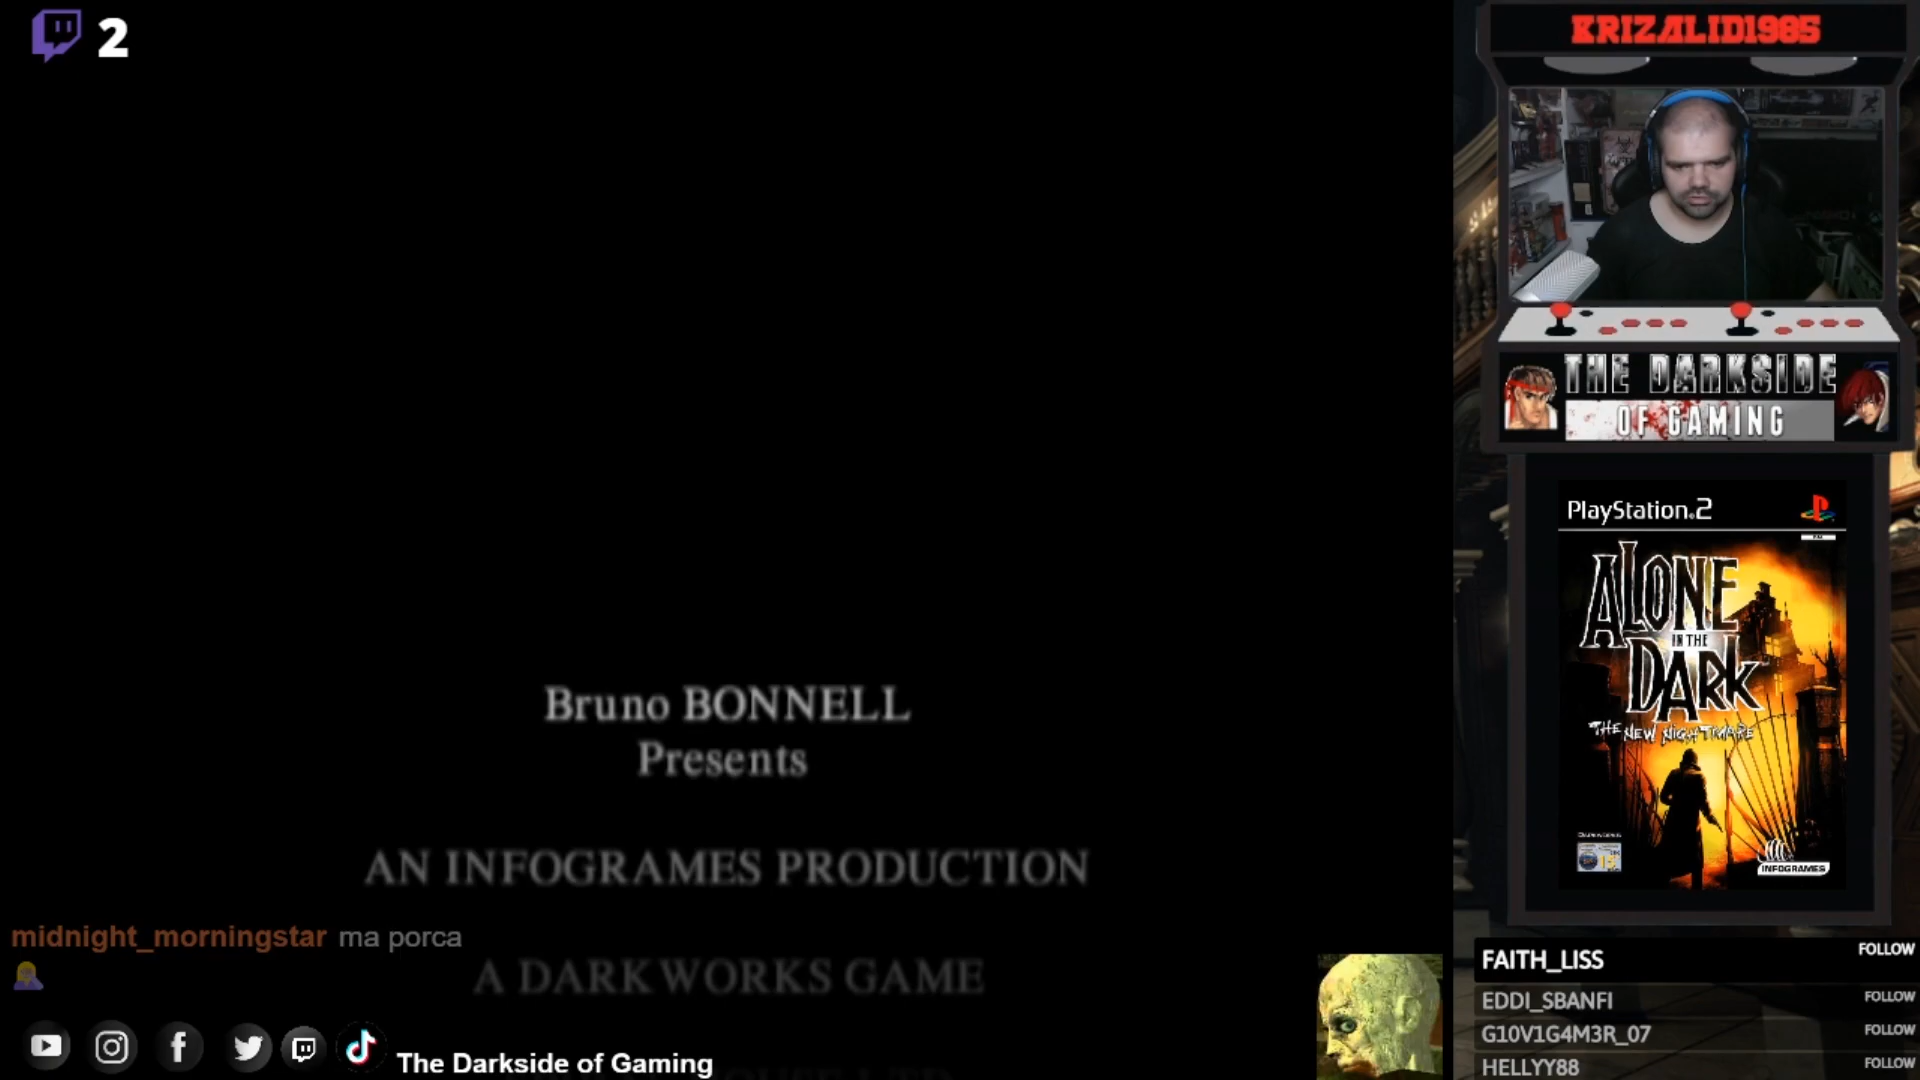 2
KRIZALID1985
THE DARKSIDE
OF GAMING
PlayStation.2
ALONE
IN THE
DARK
THE NEW NIGHTMARE
DARKWORKS
15
INFOGRAMES
Bruno BONNELL
Presents
AN INFOGRAMES PRODUCTION
A DARKWORKS GAME
midnight_morningstar ma porca
The Darkside of Gaming
FAITH_LISS FOLLOW
EDDI_SBANFI FOLLOW
G10V1G4M3R_07 FOLLOW
HELLYY88 FOLLOW